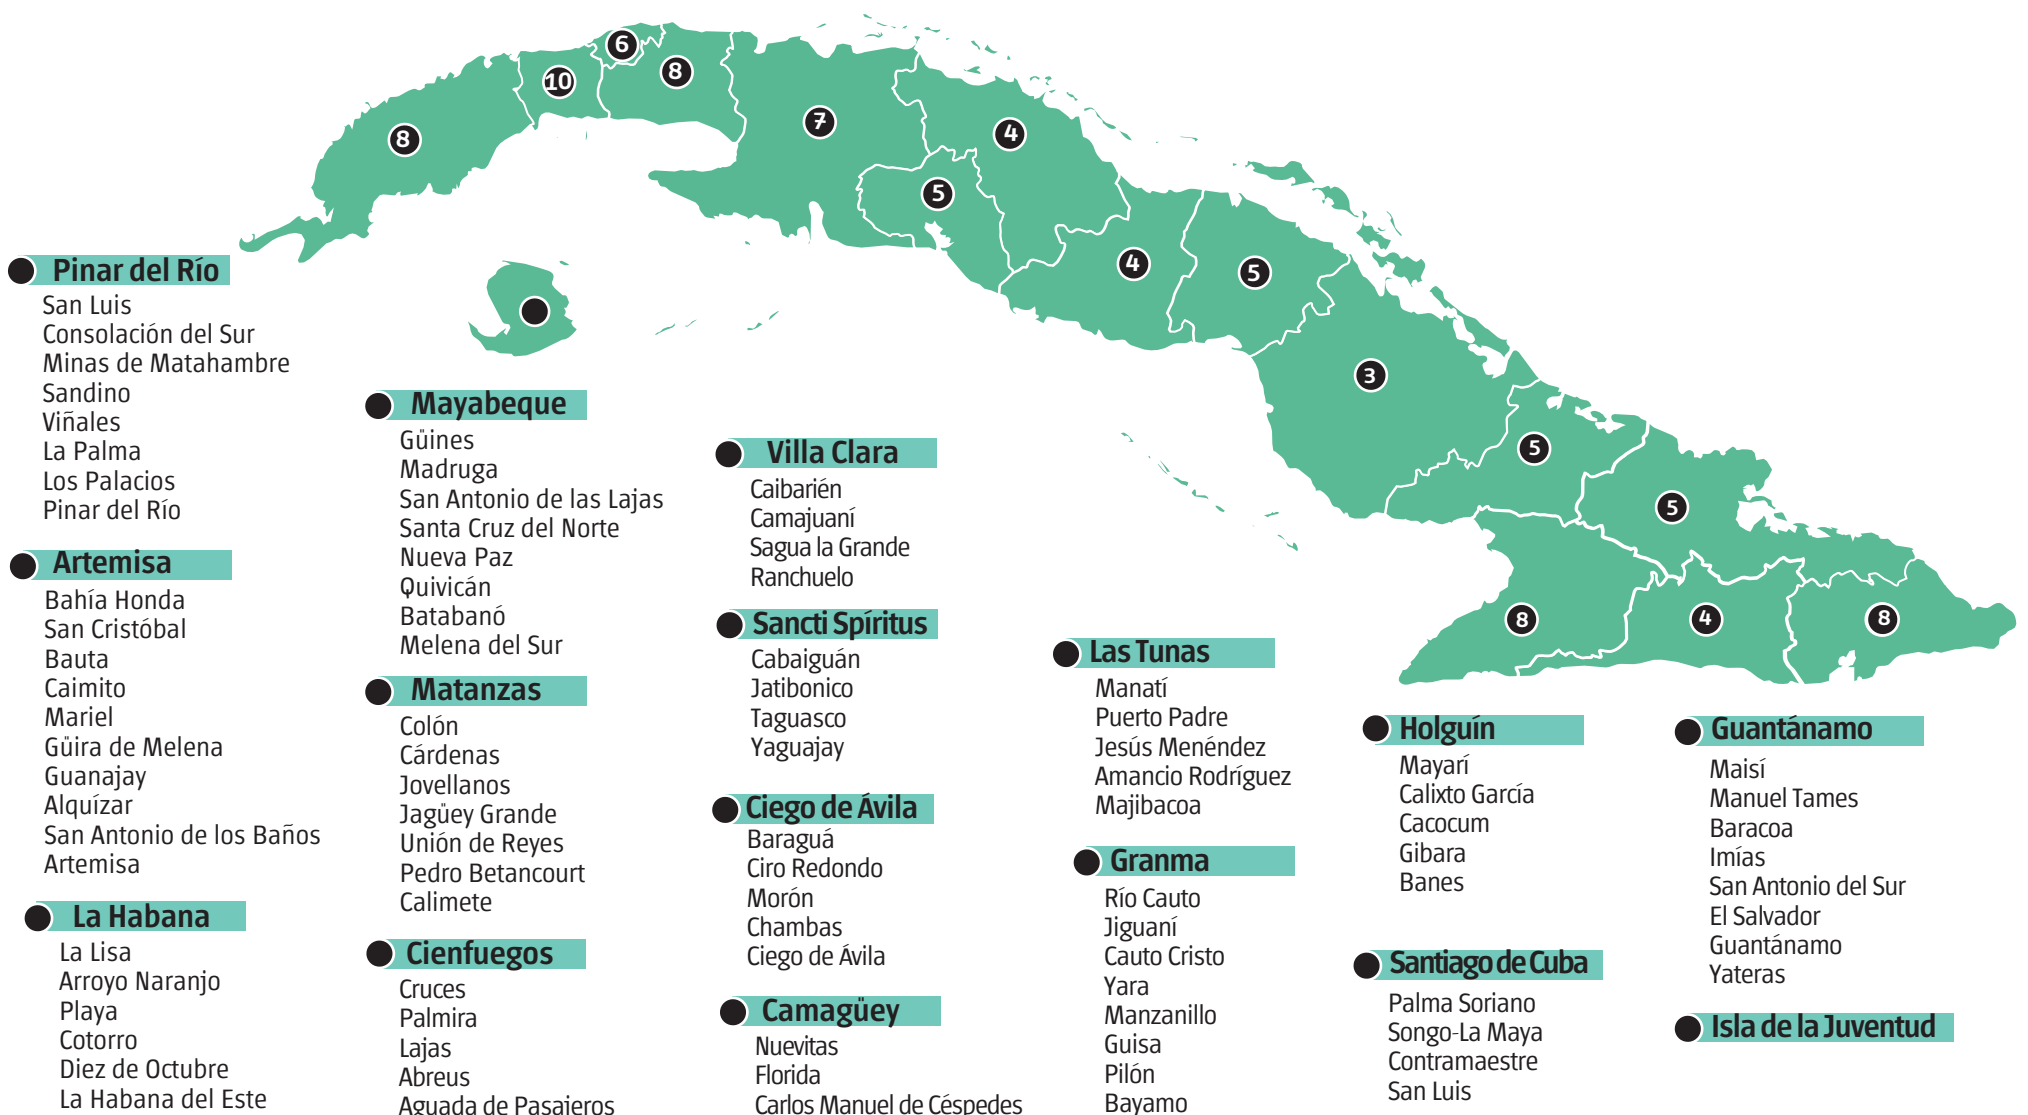 6
10
8
8
7
4
5
4
5
3
5
5
8
4
8
Pinar del Río
San Luis
Consolación del Sur
Minas de Matahambre
Sandino
Viñales
La Palma
Los Palacios
Pinar del Río
Artemisa
Bahía Honda
San Cristóbal
Bauta
Caimito
Mariel
Güira de Melena
Guanajay
Alquízar
San Antonio de los Baños
Artemisa
La Habana
La Lisa
Arroyo Naranjo
Playa
Cotorro
Diez de Octubre
La Habana del Este
Mayabeque
Güines
Madruga
San Antonio de las Lajas
Santa Cruz del Norte
Nueva Paz
Quivicán
Batabanó
Melena del Sur
Matanzas
Colón
Cárdenas
Jovellanos
Jagüey Grande
Unión de Reyes
Pedro Betancourt
Calimete
Cienfuegos
Cruces
Palmira
Lajas
Abreus
Aguada de Pasajeros
Villa Clara
Caibarién
Camajuaní
Sagua la Grande
Ranchuelo
Sancti Spíritus
Cabaiguán
Jatibonico
Taguasco
Yaguajay
Ciego de Ávila
Baraguá
Ciro Redondo
Morón
Chambas
Ciego de Ávila
Camagüey
Nuevitas
Florida
Carlos Manuel de Céspedes
Las Tunas
Manatí
Puerto Padre
Jesús Menéndez
Amancio Rodríguez
Majibacoa
Granma
Río Cauto
Jiguaní
Cauto Cristo
Yara
Manzanillo
Guisa
Pilón
Bayamo
Holguín
Mayarí
Calixto García
Cacocum
Gibara
Banes
Santiago de Cuba
Palma Soriano
Songo-La Maya
Contramaestre
San Luis
Guantánamo
Maisí
Manuel Tames
Baracoa
Imías
San Antonio del Sur
El Salvador
Guantánamo
Yateras
Isla de la Juventud